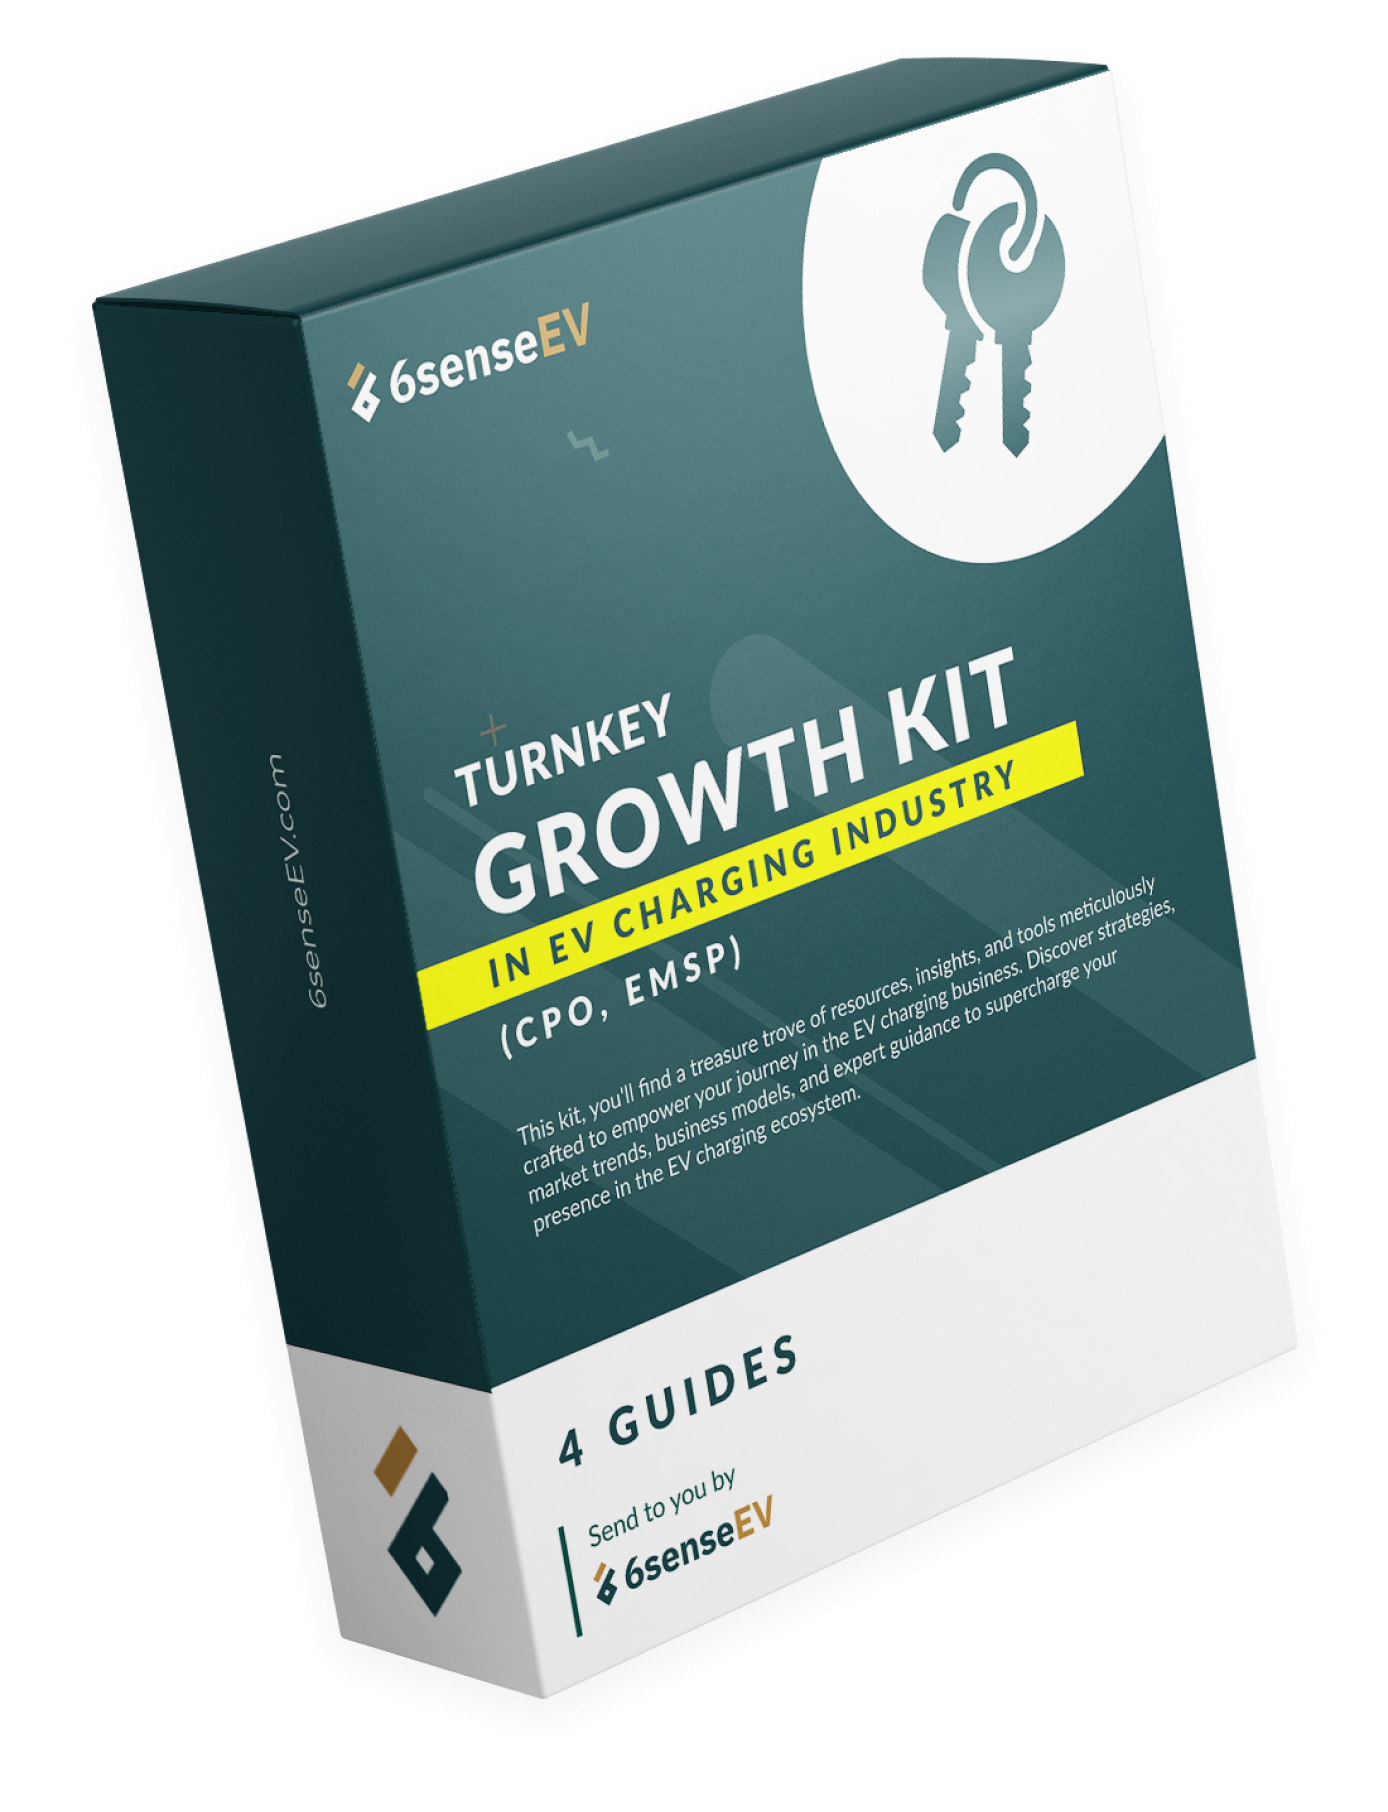 6senseEV
TURNKEY
GROWTH KIT
IN EV CHARGING INDUSTRY
(CPO, EMSP)
This kit, you'll find a treasure trove of resources, insights, and tools meticulously
crafted to empower your journey in the EV charging business. Discover strategies,
market trends, business models, and expert guidance to supercharge your
presence in the EV charging ecosystem.
4 GUIDES
Send to you by
6senseEV
6senseEV.com